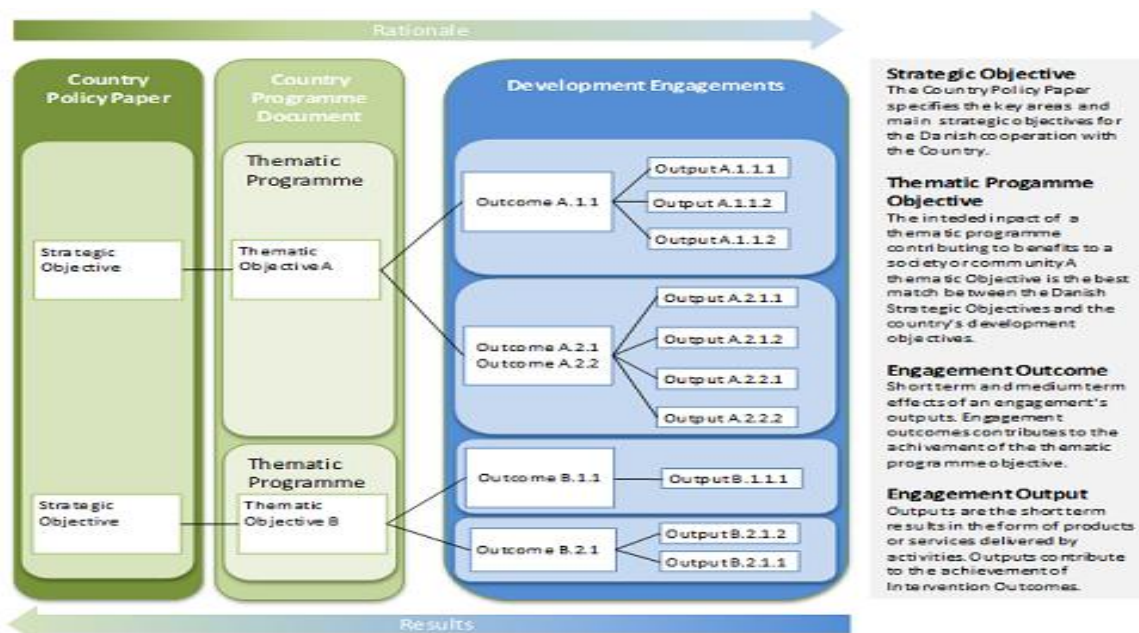 Rationale
Country
Policy Paper
Country
Programme
Document
Development Engagements
Thematic
Programme
Strategic
Objective
Thematic
Objective A
Outcome A.1.1
Output A.1.1.1
Output A.1.1.2
Output A.1.1.2
Outcome A.2.1
Outcome A.2.2
Output A.2.1.1
Output A.2.1.2
Output A.2.2.1
Output A.2.2.2
Thematic
Programme
Strategic
Objective
Thematic
Objective B
Outcome B.1.1
Output B.1.1.1
Outcome B.2.1
Output B.2.1.2
Output B.2.1.1
Results
Strategic Objective
The Country Policy Paper
specifies the key areas and
main strategic objectives for
the Danish cooperation with
the Country.
Thematic Progamme
Objective
The inteded inpact of a
thematic programme
contributing to benefits to a
society or community A
thematic Objective is the best
match between the Danish
Strategic Objectives and the
country's development
objectives.
Engagement Outcome
Short term and medium term
effects of an engagement's
outputs. Engagement
outcomes contributes to the
achivement of the thematic
programme objective.
Engagement Output
Outputs are the short term
results in the form of products
or services delivered by
activities. Outputs contribute
to the achievement of
Intervention Outcomes.